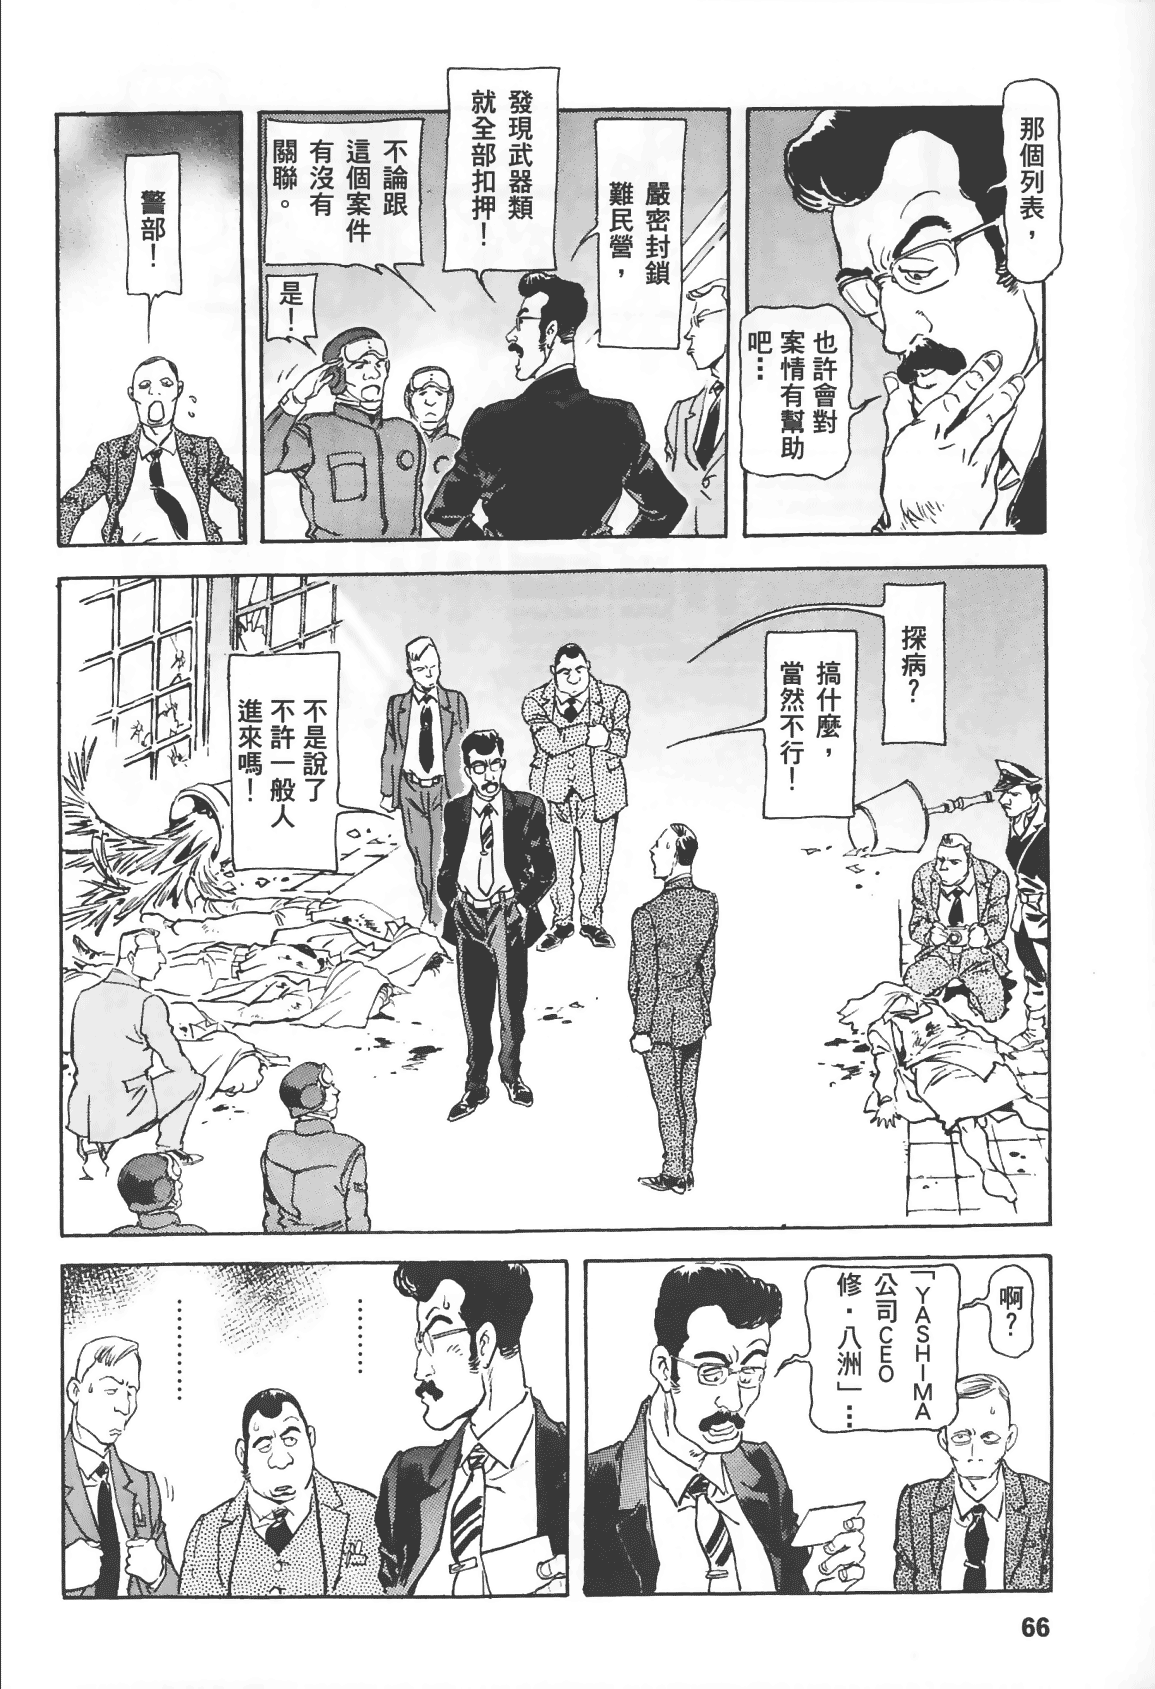 那個列表，
也許會對
案情有幫助
吧…
嚴密封鎖
難民營，
發現武器類
就全部扣押！
不論跟
這個案件
有沒有
關聯。
是！
警部！
探病？
搞什麼，
當然不行！
不是說了
不許一般人
進來嗎！
啊？
「YASHIMA
公司CEO
修．八洲」…
………
………
66